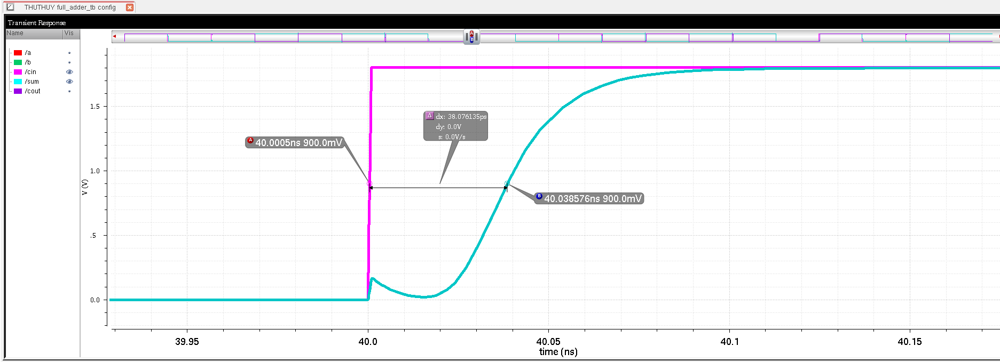 THUTHUY full_adder_tb config
Transient Response
Name Vis
/a
/b
/cin
/sum
/cout
A
B
1.5
1.0
.5
0.0
V (V)
A 40.0005ns 900.0mV
Δ dx: 38.076135ps
dy: 0.0V
s: 0.0V/s
B 40.038576ns 900.0mV
39.95 40.0 40.05 40.1 40.15
time (ns)